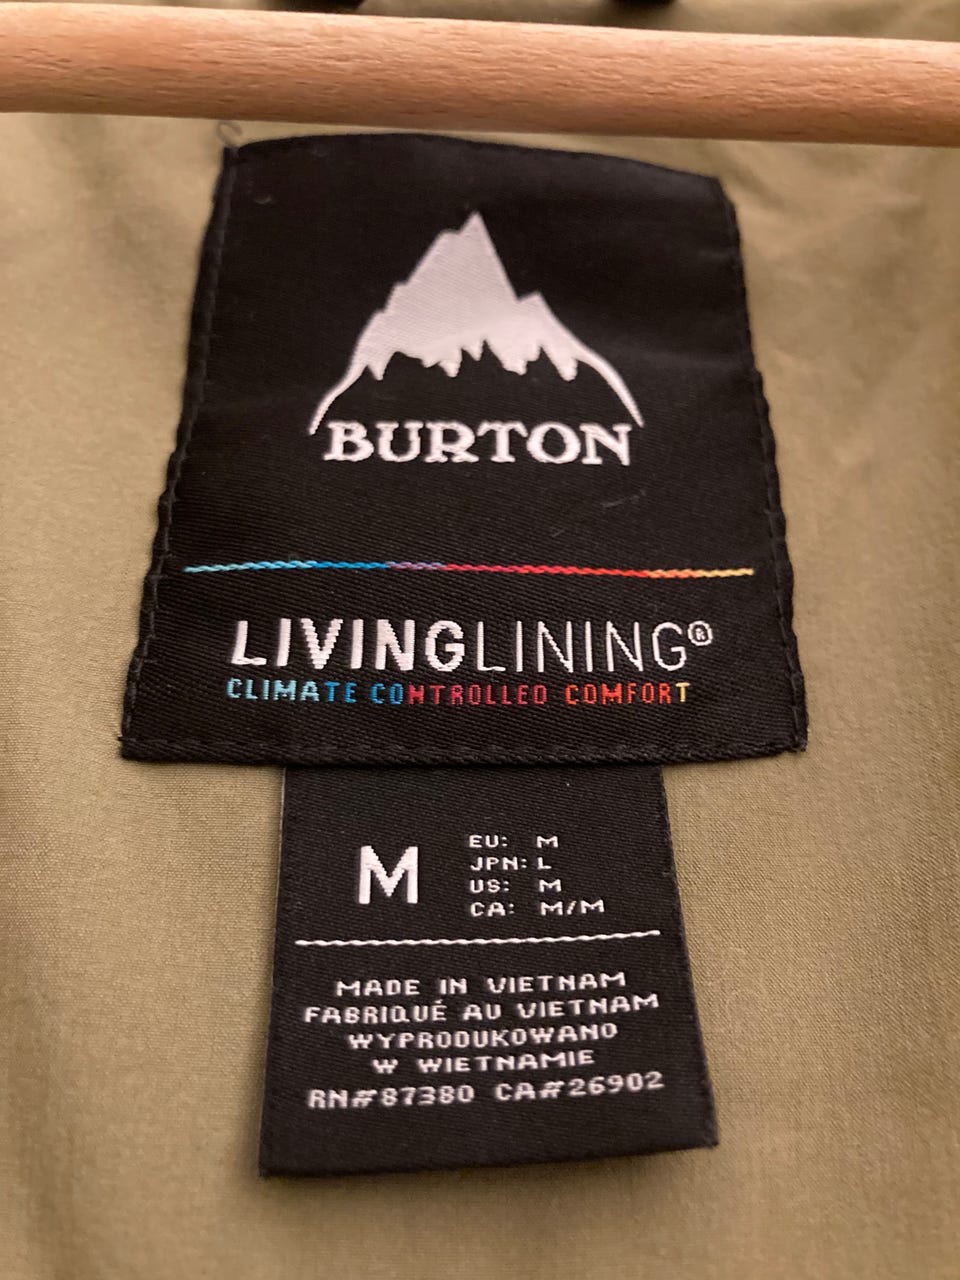 BURTON
LIVINGLINING®
CLIMATE CONTROLLED COMFORT
M
EU: M
JPN: L
US: M
CA: M/M
MADE IN VIETNAM
FABRIQUÉ AU VIETNAM
WYPRODUKOWANO
W WIETNAMIE
RN#87380 CA#26902